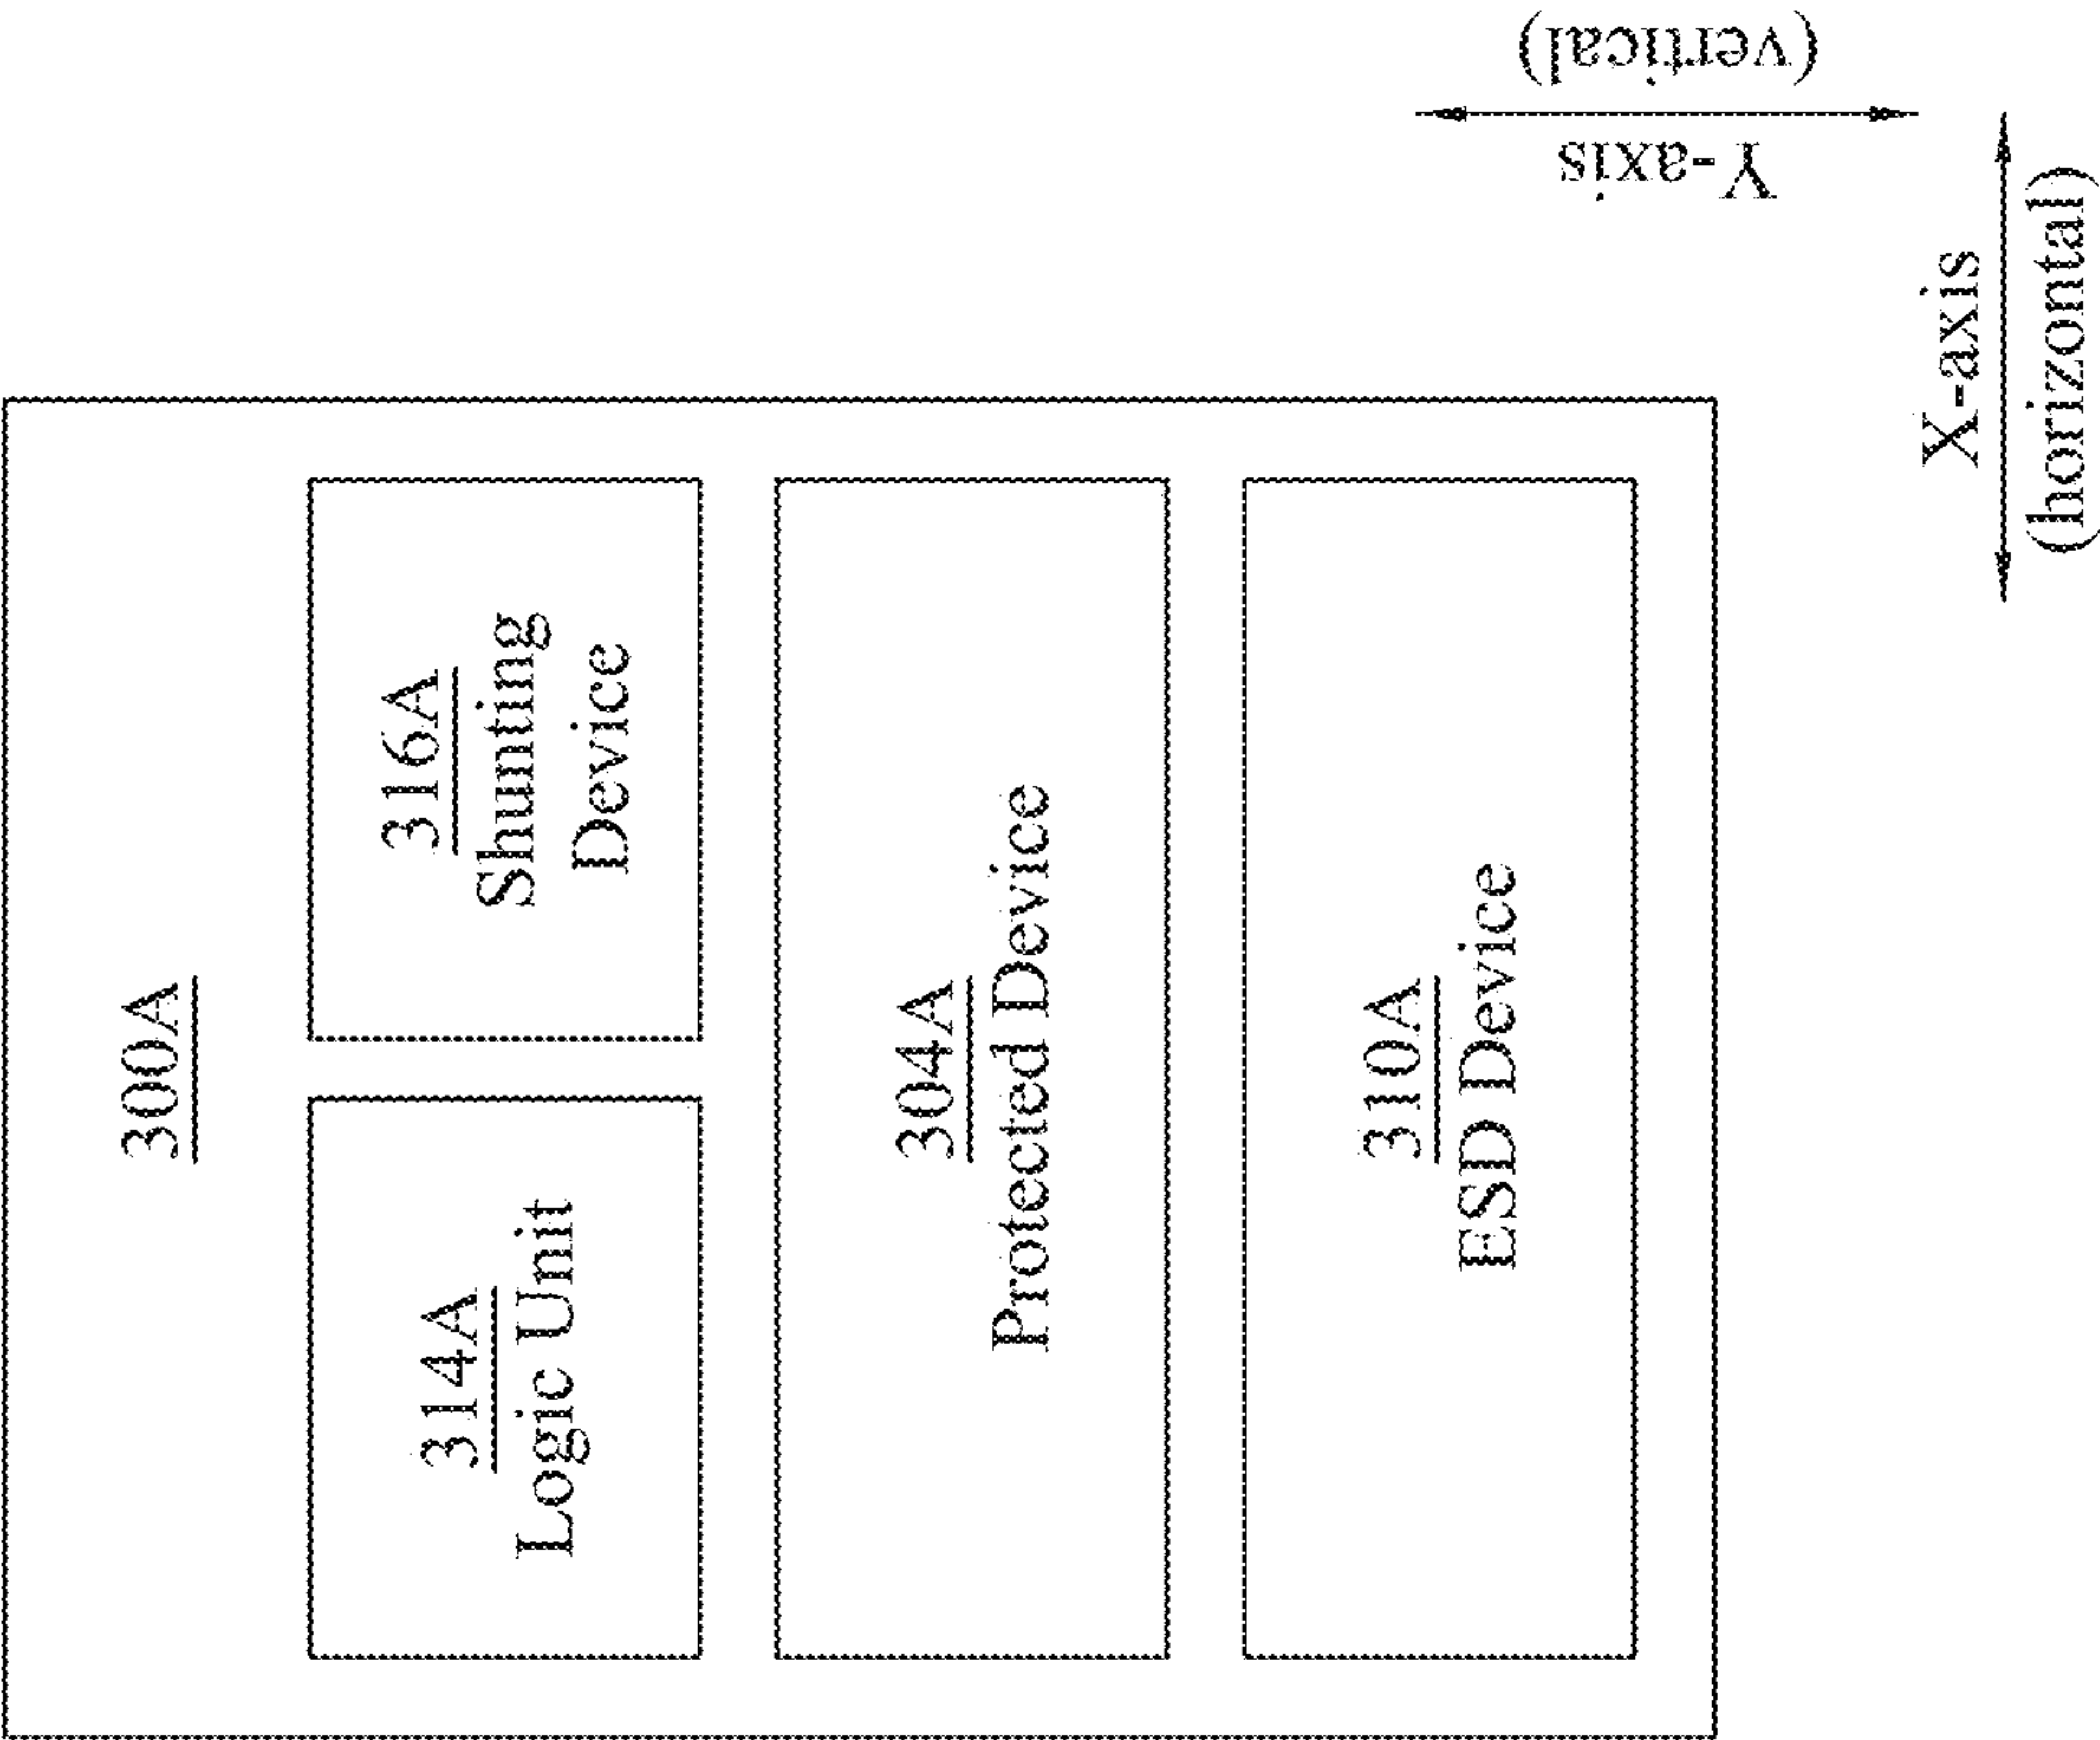 300A
314A
Logic Unit
316A
Shunting
Device
304A
Protected Device
310A
ESD Device
Y-axis
(vertical)
X-axis
(horizontal)